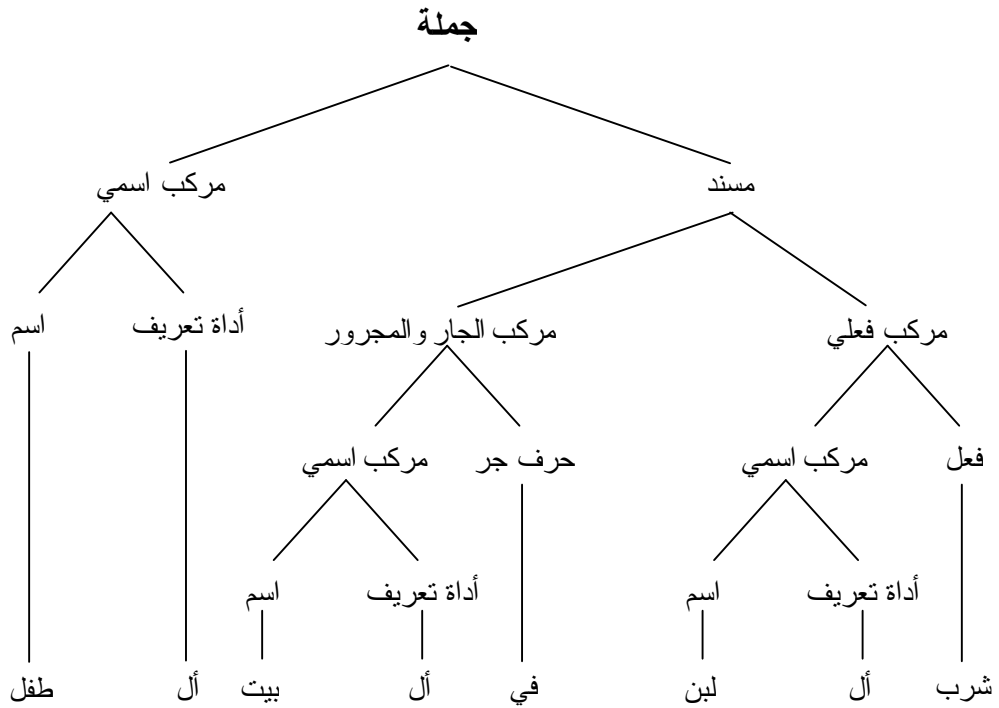 جملة
مسند مركب اسمي
مركب فعلي مركب الجار والمجرور أداة تعريف اسم
فعل مركب اسمي حرف جر مركب اسمي
أداة تعريف اسم أداة تعريف اسم
شرب أل لبن في أل بيت أل طفل